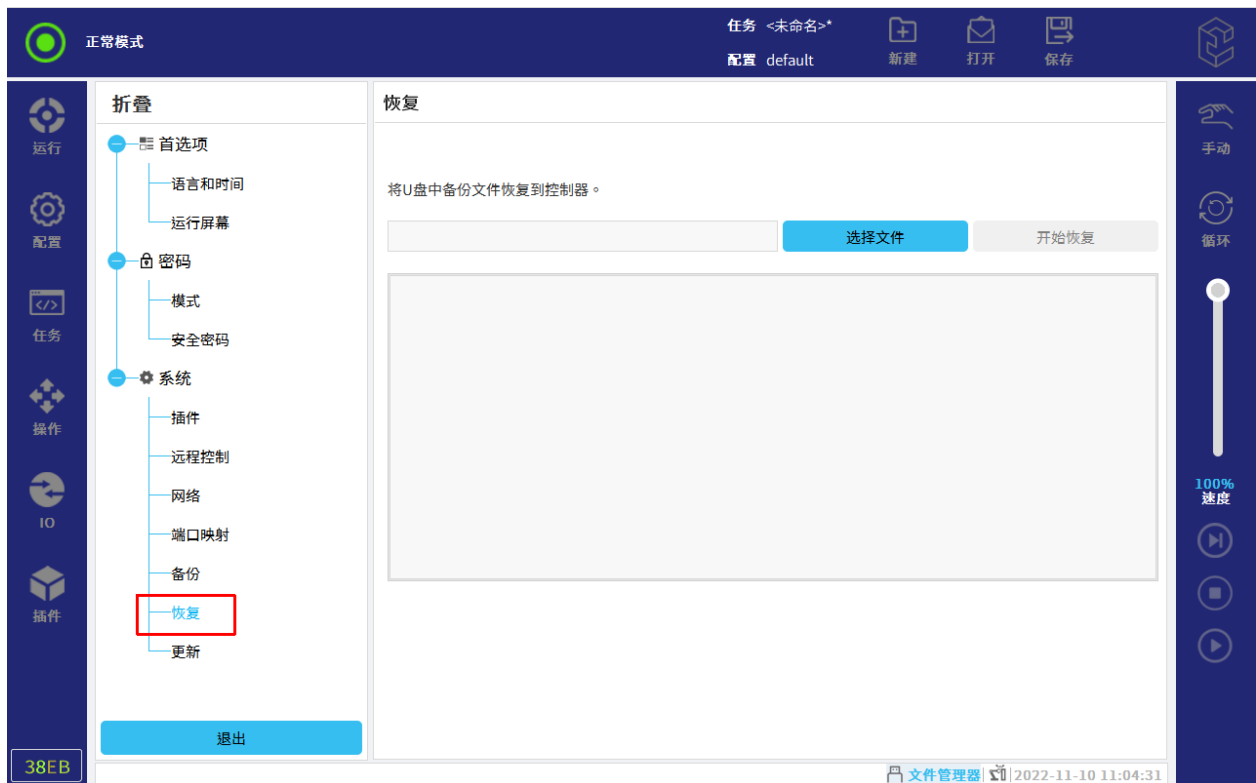 正常模式
任务 <未命名>*
配置 default
新建
打开
保存
运行
配置
任务
操作
IO
插件
38EB
折叠
首选项
语言和时间
运行屏幕
密码
模式
安全密码
系统
插件
远程控制
网络
端口映射
备份
恢复
更新
退出
恢复
将U盘中备份文件恢复到控制器。
选择文件
开始恢复
手动
循环
100%
速度
文件管理器
2022-11-10 11:04:31